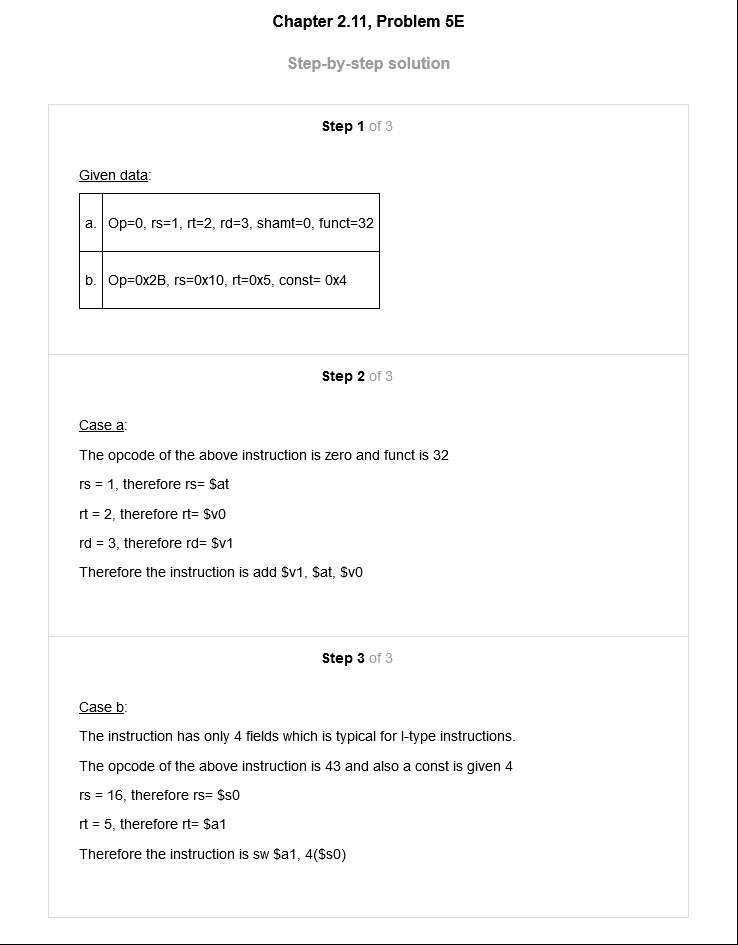 Chapter 2.11, Problem 5E
Step-by-step solution
Step 1 of 3
Given data:
a. Op=0, rs=1, rt=2, rd=3, shamt=0, funct=32
b. Op=0x2B, rs=0x10, rt=0x5, const= 0x4
Step 2 of 3
Case a:
The opcode of the above instruction is zero and funct is 32
rs = 1, therefore rs= $at
rt = 2, therefore rt= $v0
rd = 3, therefore rd= $v1
Therefore the instruction is add $v1, $at, $v0
Step 3 of 3
Case b:
The instruction has only 4 fields which is typical for I-type instructions.
The opcode of the above instruction is 43 and also a const is given 4
rs = 16, therefore rs= $s0
rt = 5, therefore rt= $a1
Therefore the instruction is sw $a1, 4($s0)